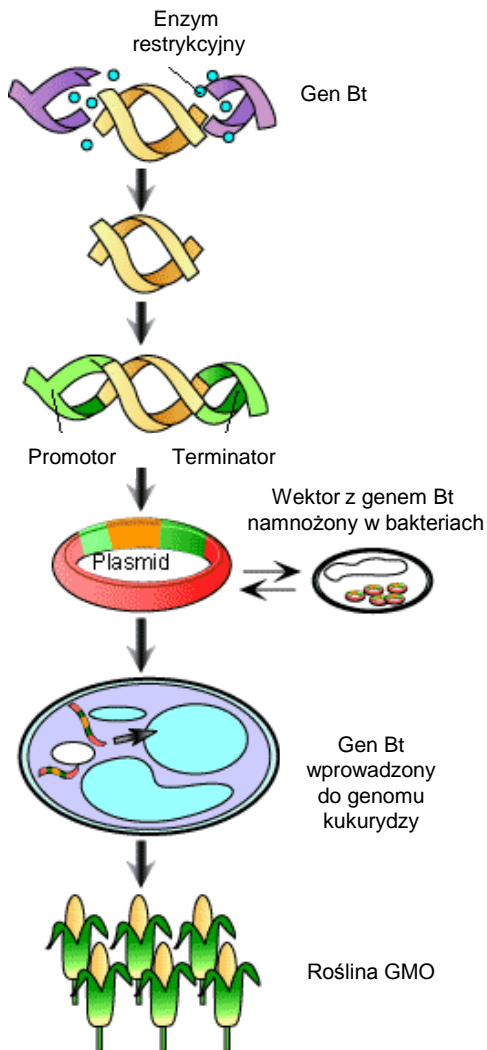 Enzym
restrykcyjny
Gen Bt
Promotor
Terminator
Wektor z genem Bt
namnożony w bakteriach
Plasmid
Gen Bt
wprowadzony
do genomu
kukurydzy
Roślina GMO